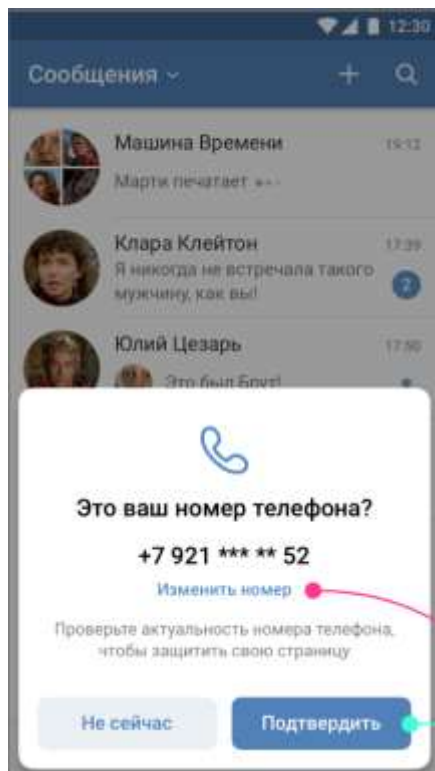 12:30
Сообщения
Машина Времени 19:12
Марти печатает
Клара Клейтон 17:39
Я никогда не встречала такого
мужчину, как вы!
2
Юлий Цезарь 17:30
Это был Брут!
Это ваш номер телефона?
+7 921 *** ** 52
Изменить номер
Проверьте актуальность номера телефона,
чтобы защитить свою страницу
Не сейчас Подтвердить